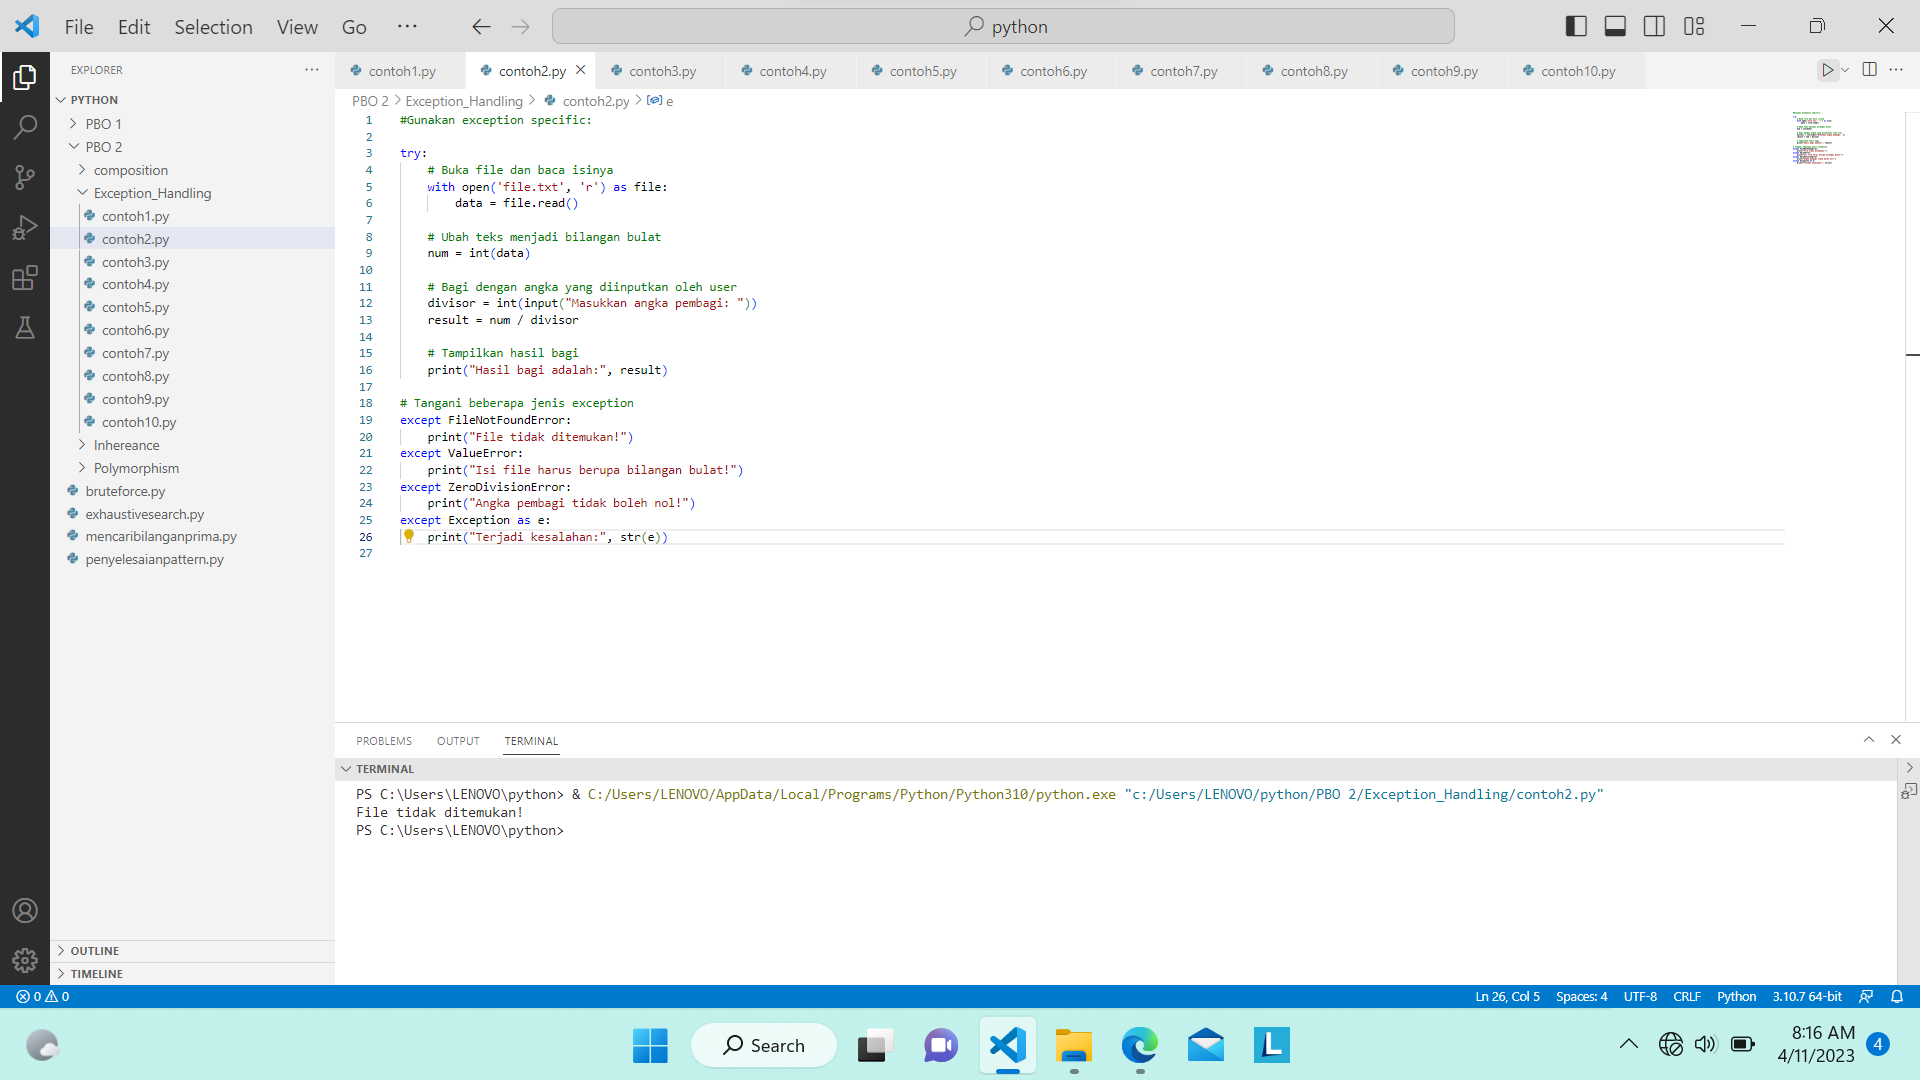 File Edit Selection View Go ··· python
EXPLORER ···
PYTHON
PBO 1
PBO 2
composition
Exception_Handling
contoh1.py
contoh2.py
contoh3.py
contoh4.py
contoh5.py
contoh6.py
contoh7.py
contoh8.py
contoh9.py
contoh10.py
Inhereance
Polymorphism
bruteforce.py
exhaustivesearch.py
mencaribilanganprima.py
penyelesaianpattern.py
OUTLINE
TIMELINE
contoh1.py contoh2.py contoh3.py contoh4.py contoh5.py contoh6.py contoh7.py contoh8.py contoh9.py contoh10.py
PBO 2 > Exception_Handling > contoh2.py > e
1 #Gunakan exception specific:
2
3 try:
4 # Buka file dan baca isinya
5 with open('file.txt', 'r') as file:
6 data = file.read()
7
8 # Ubah teks menjadi bilangan bulat
9 num = int(data)
10
11 # Bagi dengan angka yang diinputkan oleh user
12 divisor = int(input("Masukkan angka pembagi: "))
13 result = num / divisor
14
15 # Tampilkan hasil bagi
16 print("Hasil bagi adalah:", result)
17
18 # Tangani beberapa jenis exception
19 except FileNotFoundError:
20 print("File tidak ditemukan!")
21 except ValueError:
22 print("Isi file harus berupa bilangan bulat!")
23 except ZeroDivisionError:
24 print("Angka pembagi tidak boleh nol!")
25 except Exception as e:
26 print("Terjadi kesalahan:", str(e))
27
PROBLEMS OUTPUT TERMINAL
TERMINAL
PS C:\Users\LENOVO\python> & C:/Users/LENOVO/AppData/Local/Programs/Python/Python310/python.exe "c:/Users/LENOVO/python/PBO 2/Exception_Handling/contoh2.py"
File tidak ditemukan!
PS C:\Users\LENOVO\python>
0 0 Ln 26, Col 5 Spaces: 4 UTF-8 CRLF Python 3.10.7 64-bit
Search L 8:16 AM
4/11/2023 4